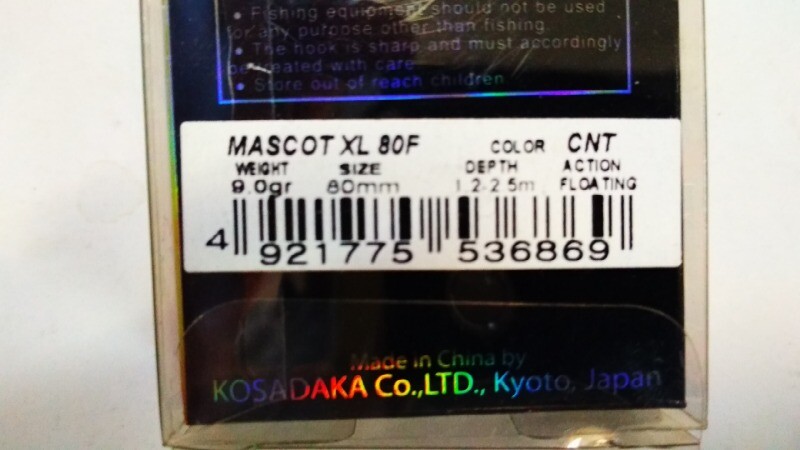 • Fishing equipment should not be used
for any purpose other than fishing.
• The hook is sharp and must accordingly
be treated with care
• Store out of reach children
MASCOT XL 80F COLOR CNT
WEIGHT SIZE DEPTH ACTION
9.0gr 80mm 1.2-2.5m FLOATING
4 921775 536869
Made in China by
KOSADAKA Co.,LTD., Kyoto, Japan